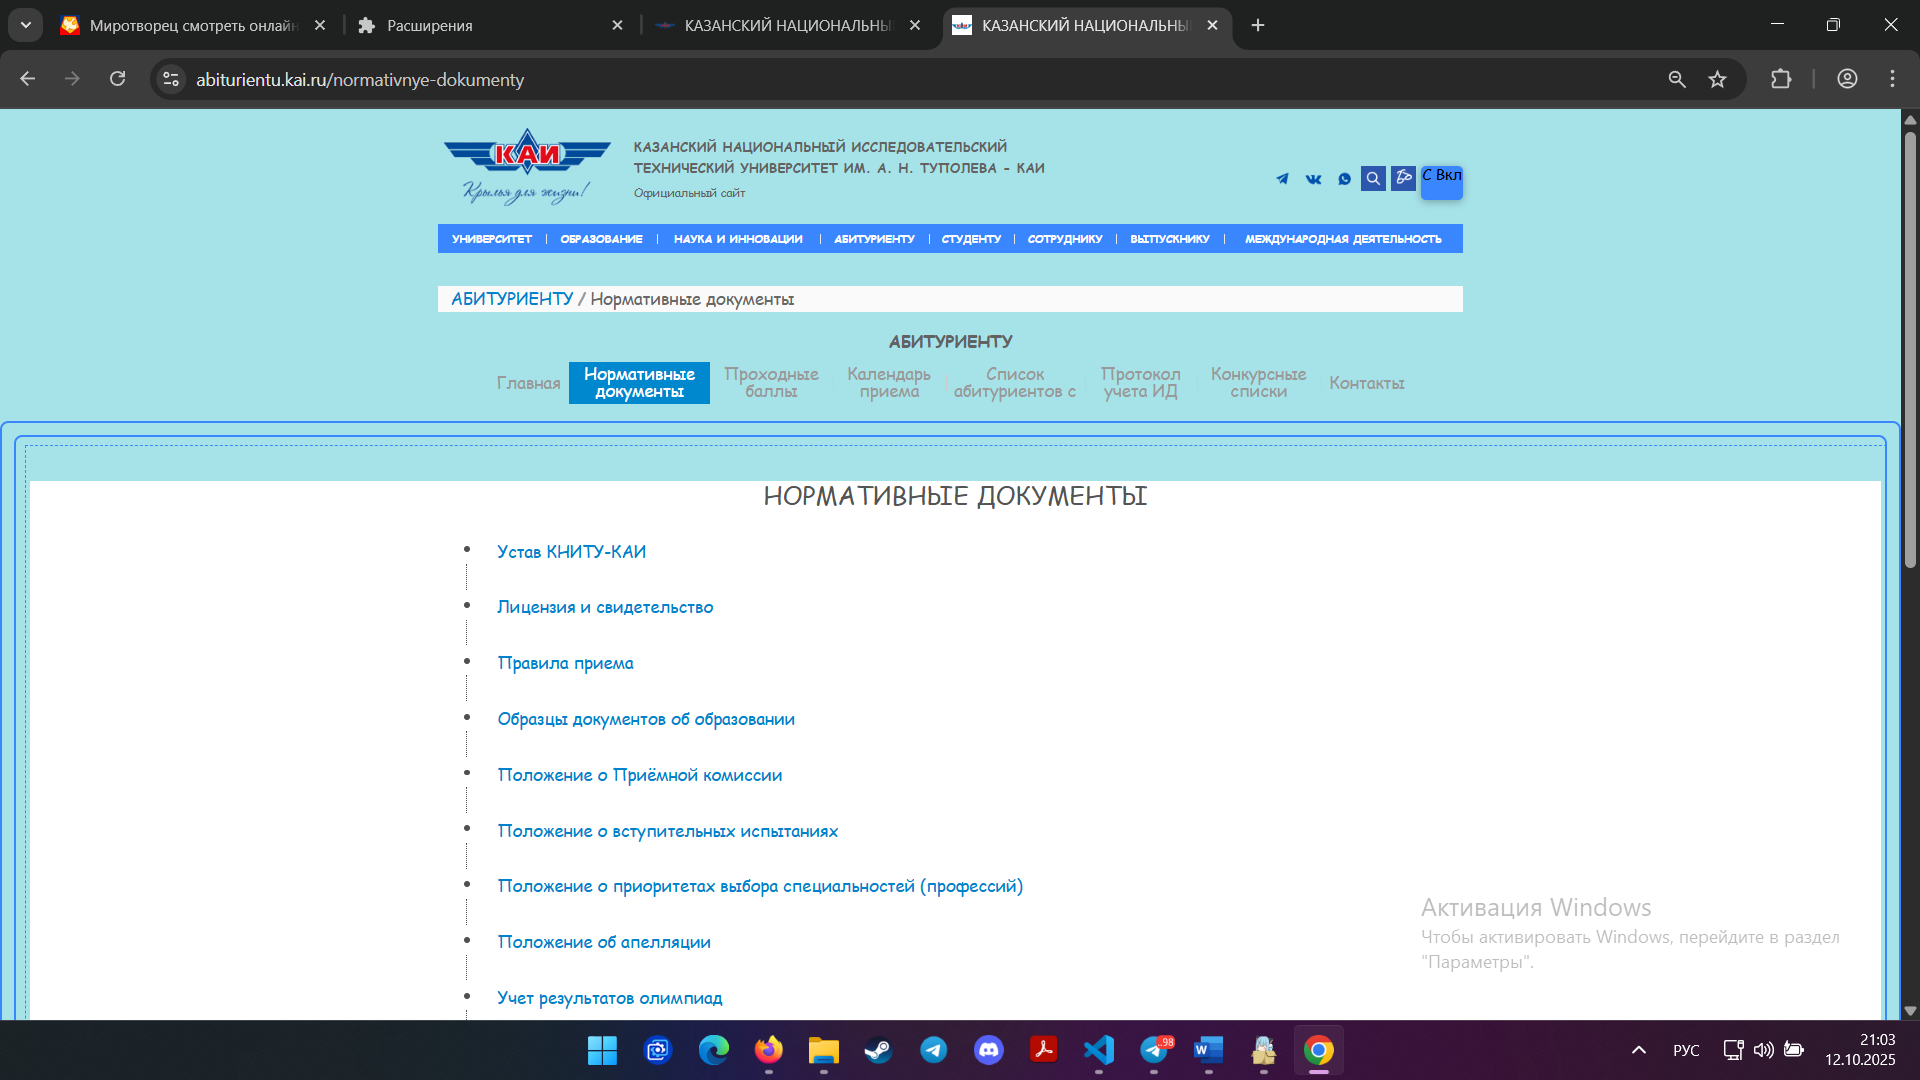 Миротворец смотреть онлайн
Расширения
КАЗАНСКИЙ НАЦИОНАЛЬНЫ
КАЗАНСКИЙ НАЦИОНАЛЬНЫ
abiturientu.kai.ru/normativnye-dokumenty
КАИ
Крылья для жизни!
КАЗАНСКИЙ НАЦИОНАЛЬНЫЙ ИССЛЕДОВАТЕЛЬСКИЙ
ТЕХНИЧЕСКИЙ УНИВЕРСИТЕТ ИМ. А. Н. ТУПОЛЕВА - КАИ
Официальный сайт
С Вкл
УНИВЕРСИТЕТ | ОБРАЗОВАНИЕ | НАУКА И ИННОВАЦИИ | АБИТУРИЕНТУ | СТУДЕНТУ | СОТРУДНИКУ | ВЫПУСКНИКУ | МЕЖДУНАРОДНАЯ ДЕЯТЕЛЬНОСТЬ
АБИТУРИЕНТУ / Нормативные документы
АБИТУРИЕНТУ
Главная
Нормативные
документы
Проходные
баллы
Календарь
приема
Список
абитуриентов с
Протокол
учета ИД
Конкурсные
списки
Контакты
НОРМАТИВНЫЕ ДОКУМЕНТЫ
Устав КНИТУ-КАИ
Лицензия и свидетельство
Правила приема
Образцы документов об образовании
Положение о Приёмной комиссии
Положение о вступительных испытаниях
Положение о приоритетах выбора специальностей (профессий)
Положение об апелляции
Учет результатов олимпиад
Активация Windows
Чтобы активировать Windows, перейдите в раздел
"Параметры".
98
W
РУС
21:03
12.10.2025